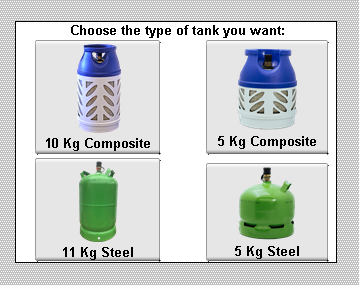 Choose the type of tank you want:
10 Kg Composite
5 Kg Composite
11 Kg Steel
5 Kg Steel